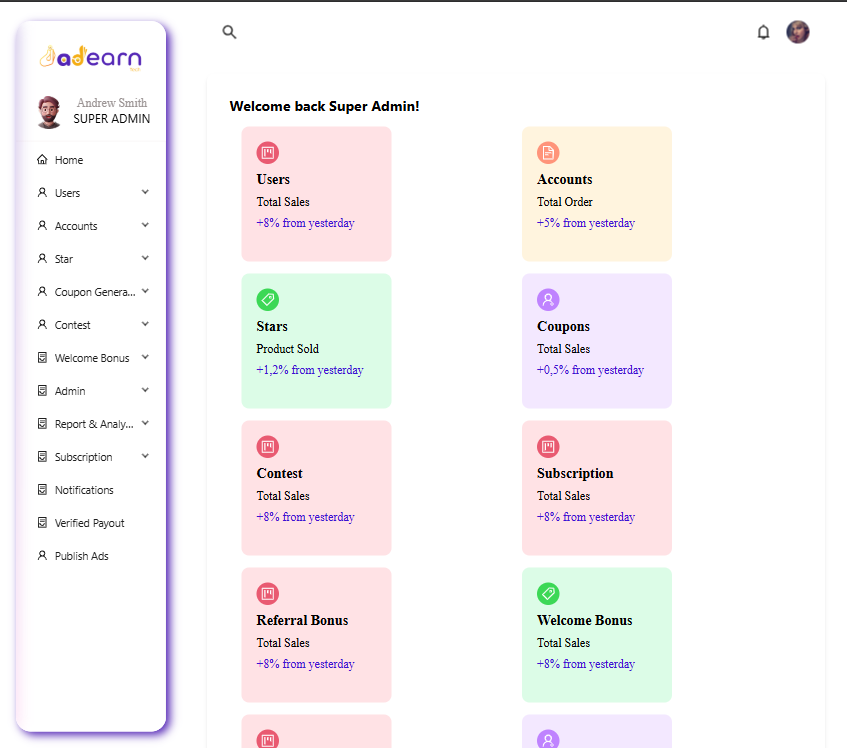 adearn
Andrew Smith
SUPER ADMIN
Home
Users
Accounts
Star
Coupon Genera...
Contest
Welcome Bonus
Admin
Report & Analy...
Subscription
Notifications
Verified Payout
Publish Ads
Welcome back Super Admin!
Users
Total Sales
+8% from yesterday
Accounts
Total Order
+5% from yesterday
Stars
Product Sold
+1,2% from yesterday
Coupons
Total Sales
+0,5% from yesterday
Contest
Total Sales
+8% from yesterday
Subscription
Total Sales
+8% from yesterday
Referral Bonus
Total Sales
+8% from yesterday
Welcome Bonus
Total Sales
+8% from yesterday